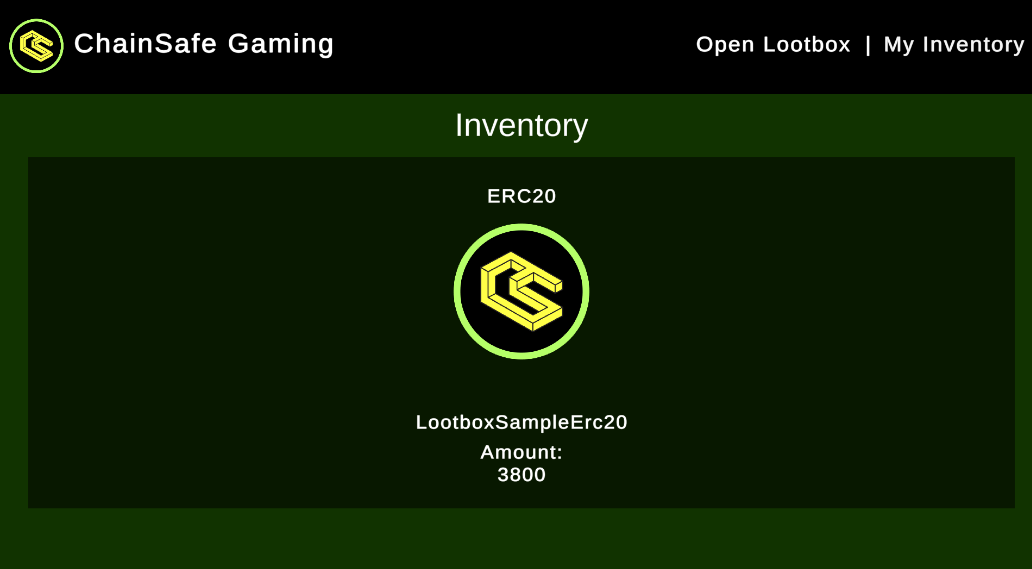 ChainSafe Gaming
Open Lootbox | My Inventory
Inventory
ERC20
LootboxSampleErc20
Amount:
3800